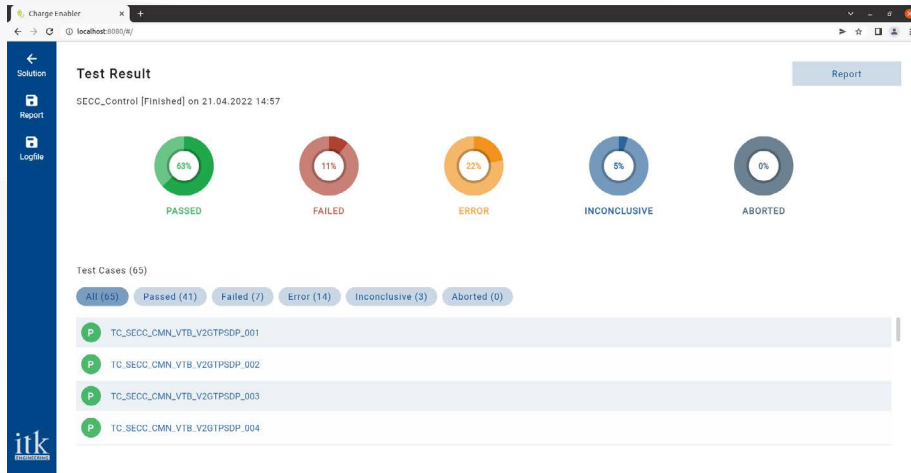 Charge Enabler
localhost:8080/#/
Solution
Report
Logfile
Test Result
Report
SECC_Control [Finished] on 21.04.2022 14:57
63% 11% 22% 5% 0%
PASSED FAILED ERROR INCONCLUSIVE ABORTED
Test Cases (65)
All (65) Passed (41) Failed (7) Error (14) Inconclusive (3) Aborted (0)
P TC_SECC_CMN_VTB_V2GTPSDP_001
P TC_SECC_CMN_VTB_V2GTPSDP_002
P TC_SECC_CMN_VTB_V2GTPSDP_003
P TC_SECC_CMN_VTB_V2GTPSDP_004
itk
ENGINEERING